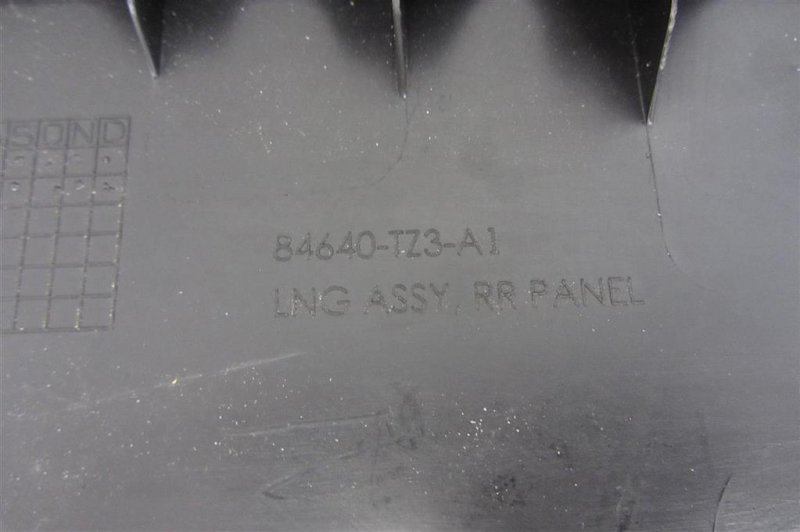 SOND
84640-TZ3-A1
LNG ASSY, RR PANEL